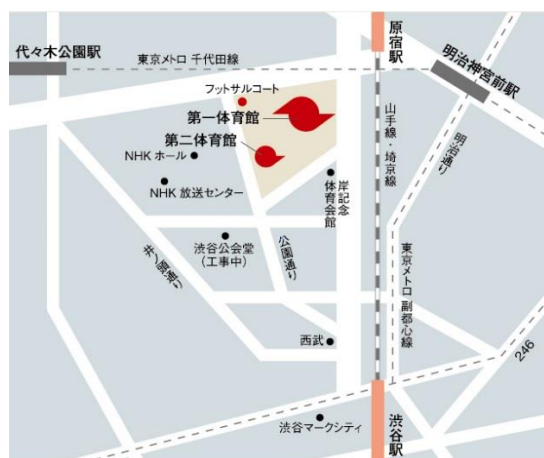 代々木公園駅
東京メトロ 千代田線
原宿駅
明治神宮前駅
フットサルコート
第一体育館
第二体育館
NHK ホール
NHK 放送センター
山手線・埼京線
明治通り
岸記念
体育会館
渋谷公会堂
（工事中）
公園通り
井ノ頭通り
東京メトロ 副都心線
西武
246
渋谷マークシティ
渋谷駅